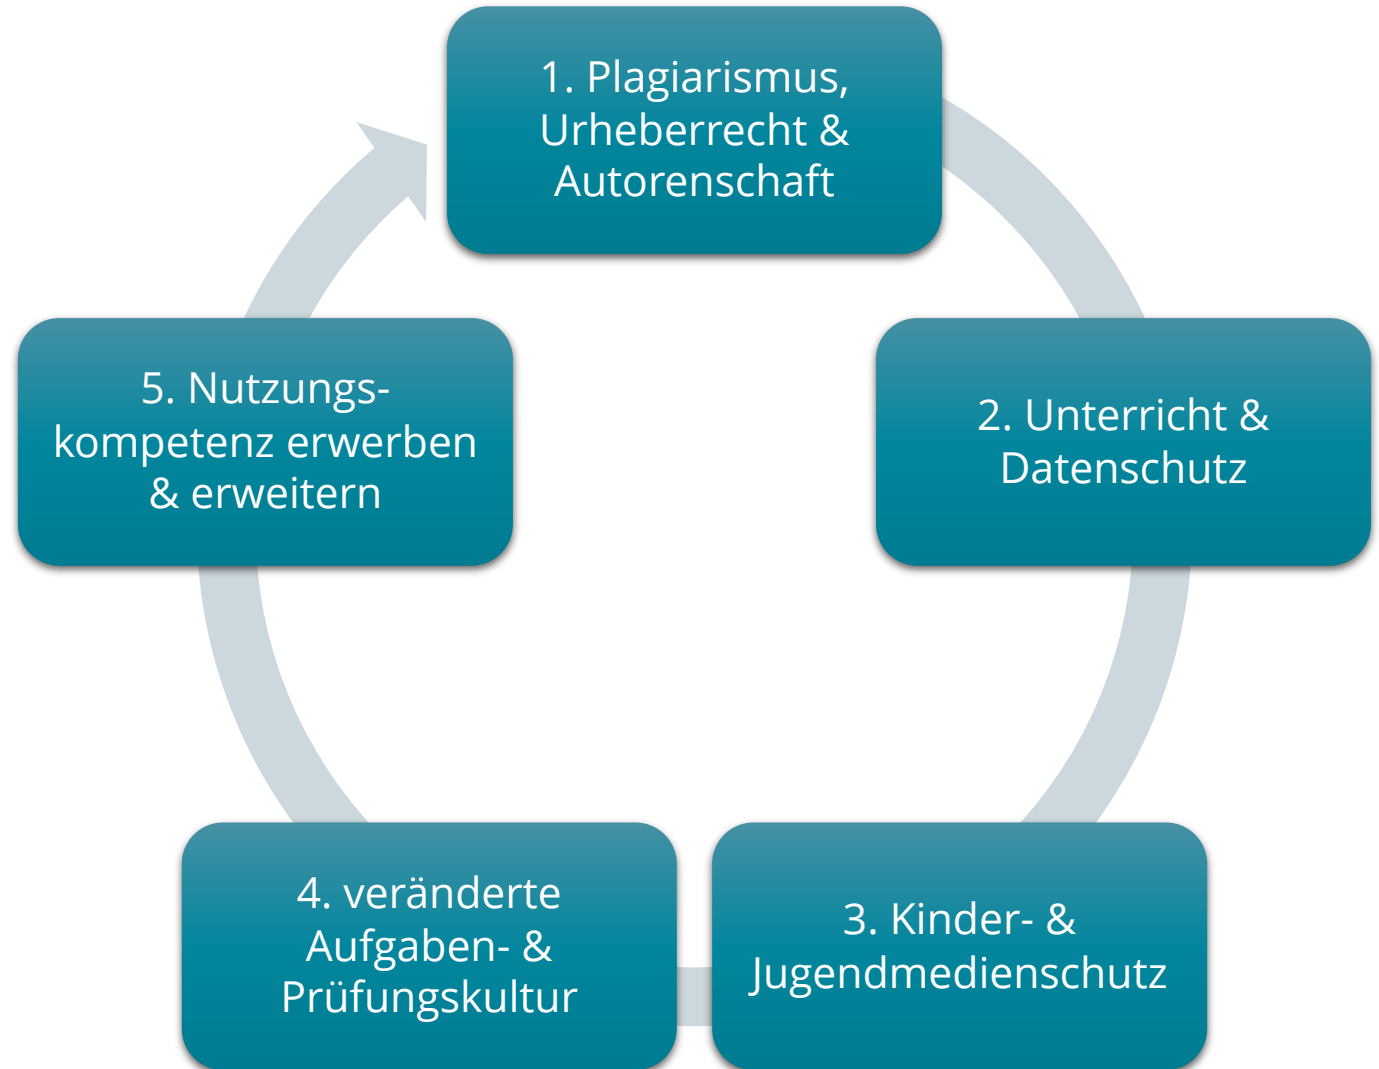 1. Plagiarismus,
Urheberrecht &
Autorenschaft
2. Unterricht &
Datenschutz
3. Kinder- &
Jugendmedienschutz
4. veränderte
Aufgaben- &
Prüfungskultur
5. Nutzungs-
kompetenz erwerben
& erweitern